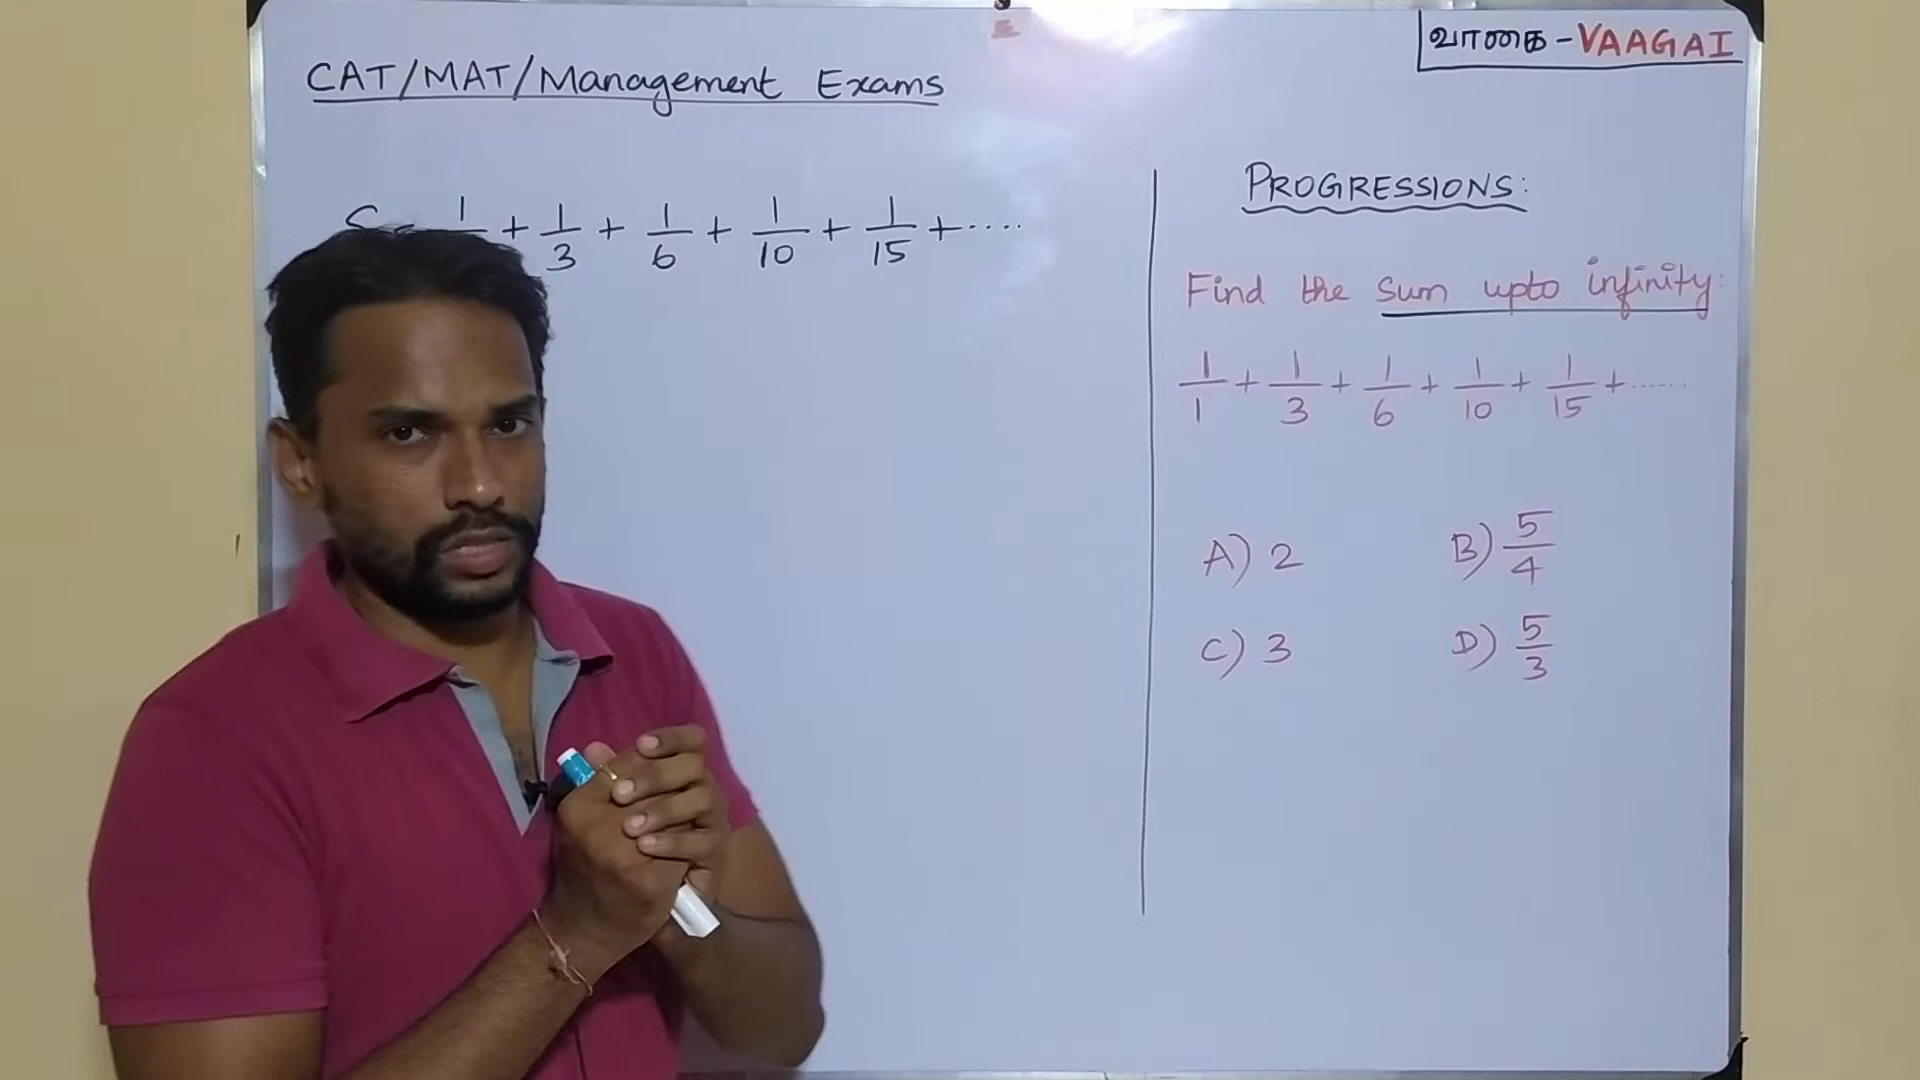 CAT/MAT/Management Exams
வாகை - VAAGAI
1/ + 1/3 + 1/6 + 1/10 + 1/15 + ....
PROGRESSIONS:
Find the sum upto infinity:
1/1 + 1/3 + 1/6 + 1/10 + 1/15 + ......
A) 2 B) 5/4
C) 3 D) 5/3